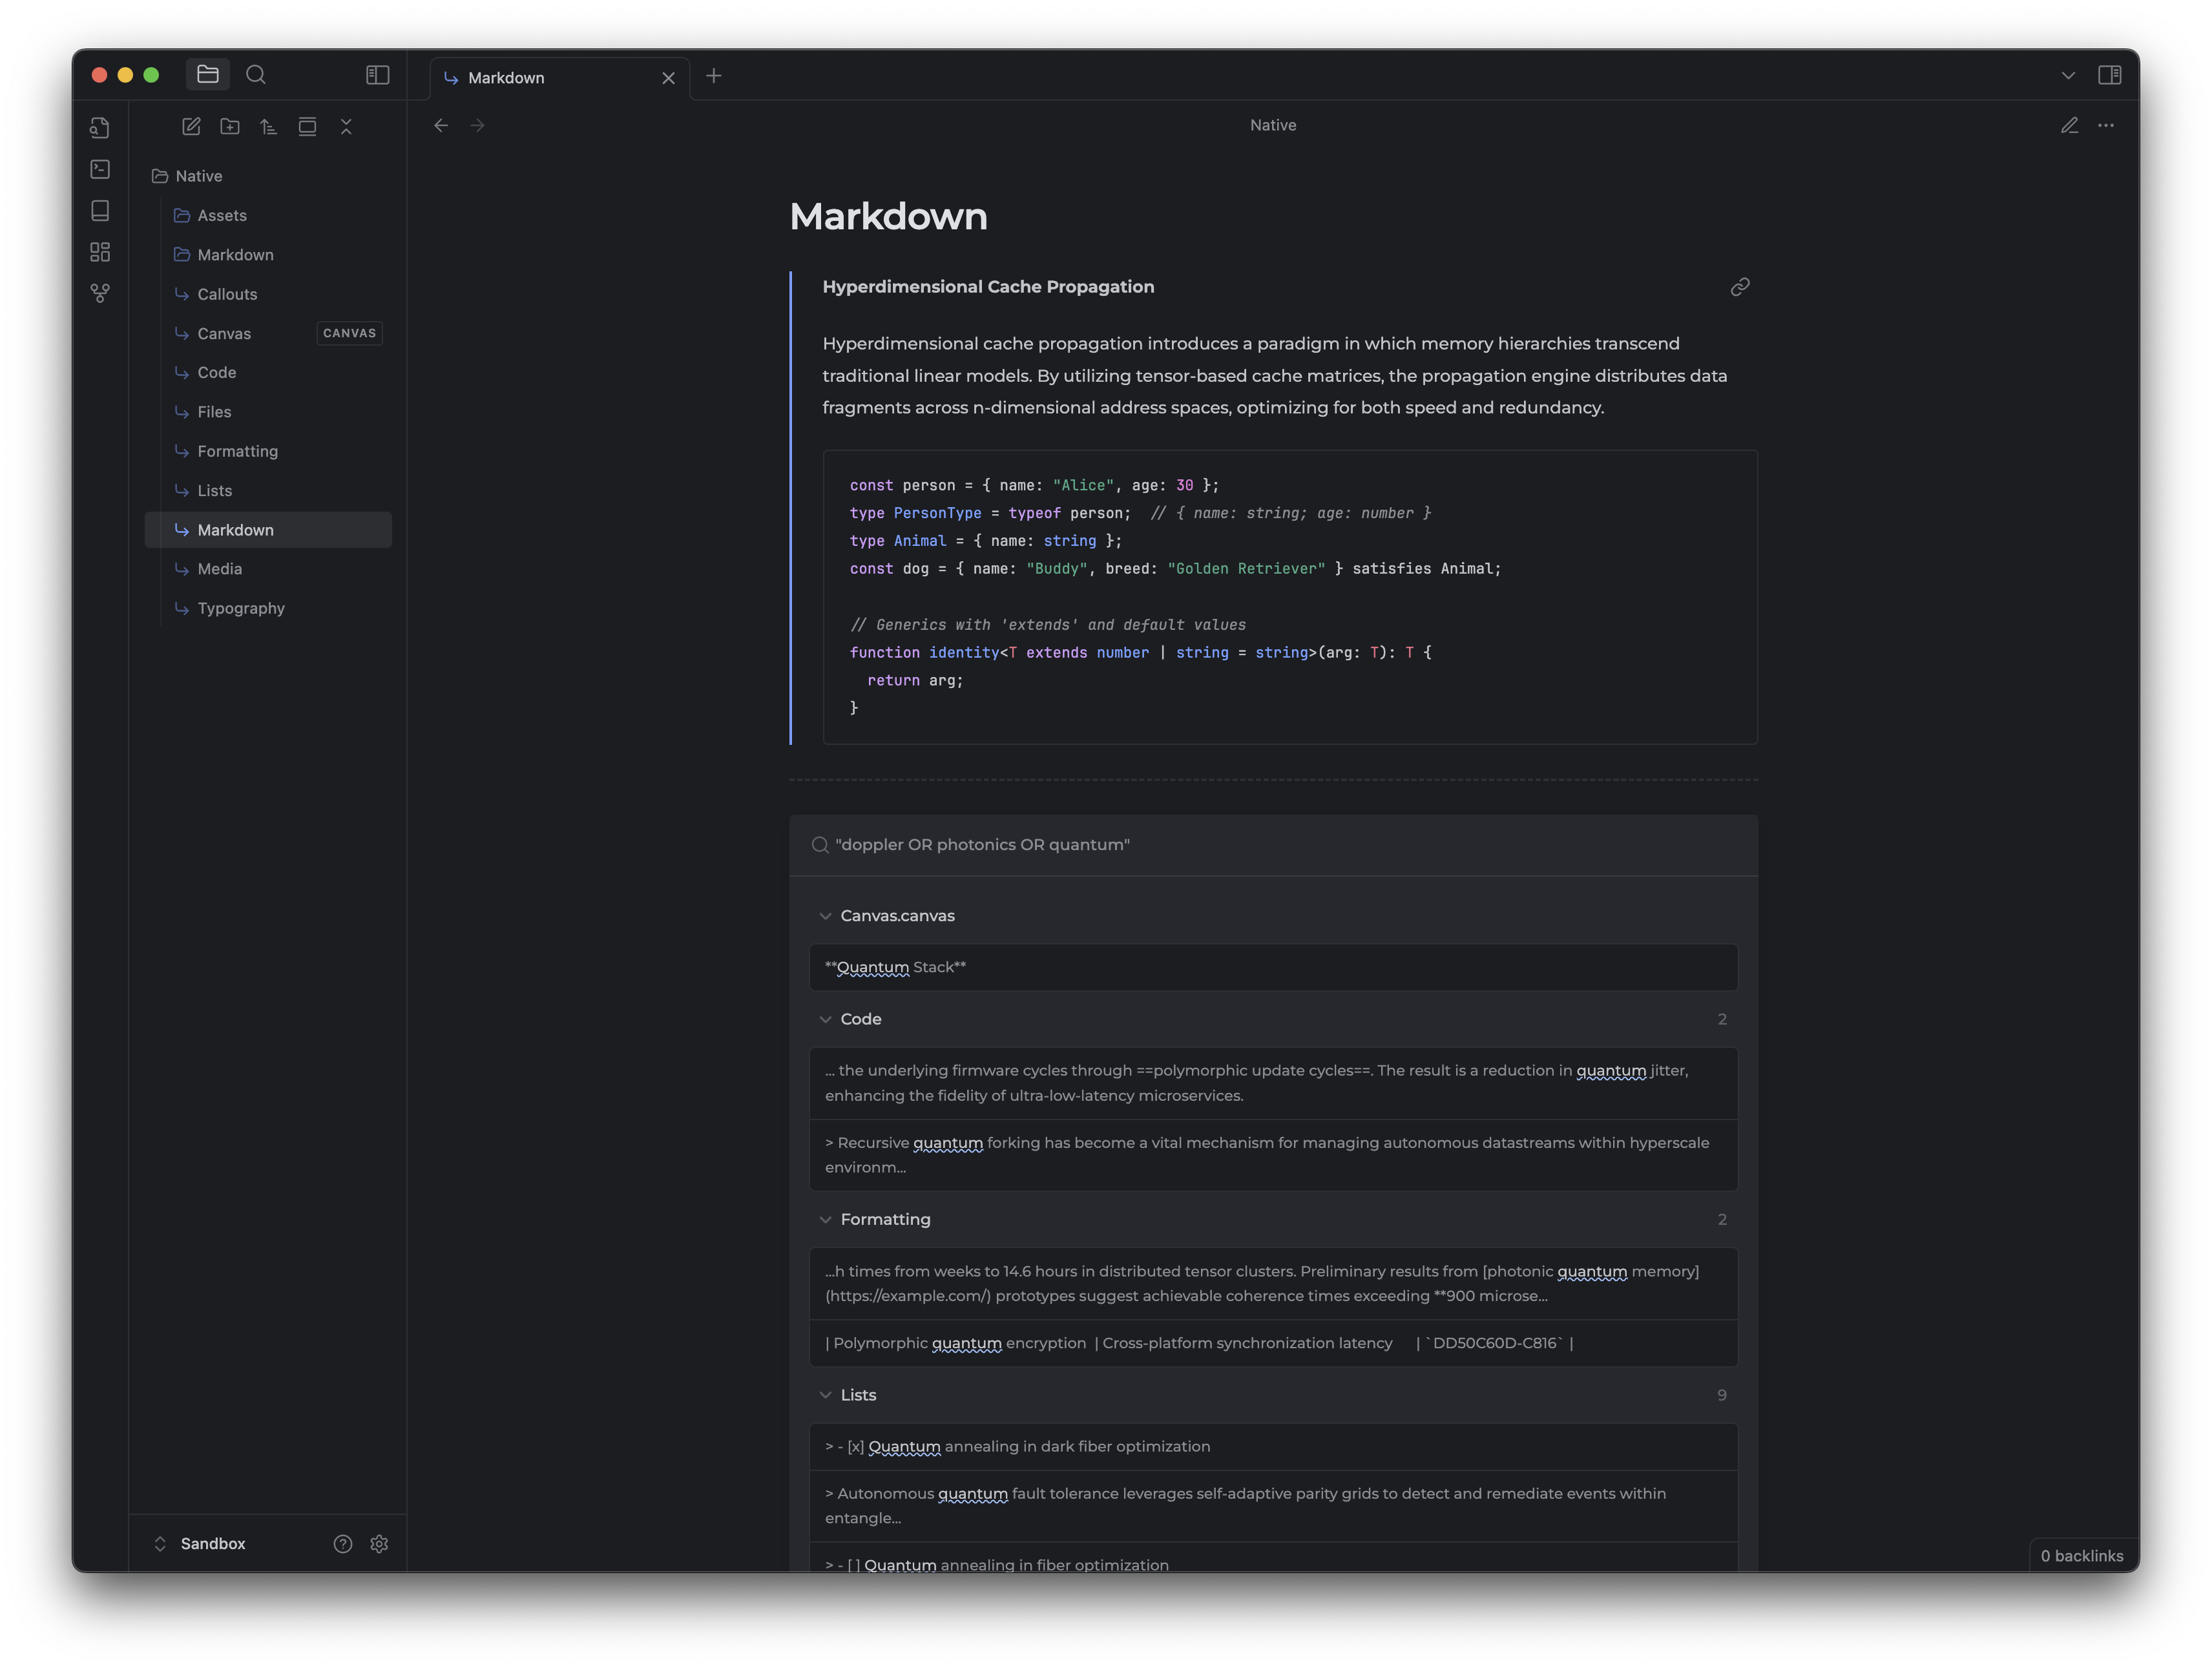 Markdown
Native
Native
Assets
Markdown
Callouts
Canvas CANVAS
Code
Files
Formatting
Lists
Markdown
Media
Typography
Sandbox
Markdown
Hyperdimensional Cache Propagation
Hyperdimensional cache propagation introduces a paradigm in which memory hierarchies transcend
traditional linear models. By utilizing tensor-based cache matrices, the propagation engine distributes data
fragments across n-dimensional address spaces, optimizing for both speed and redundancy.
const person = { name: "Alice", age: 30 };
type PersonType = typeof person;  // { name: string; age: number }
type Animal = { name: string };
const dog = { name: "Buddy", breed: "Golden Retriever" } satisfies Animal;
// Generics with 'extends' and default values
function identity<T extends number | string = string>(arg: T): T {
  return arg;
}
"doppler OR photonics OR quantum"
Canvas.canvas
**Quantum Stack**
Code 2
... the underlying firmware cycles through ==polymorphic update cycles==. The result is a reduction in quantum jitter,
enhancing the fidelity of ultra-low-latency microservices.
> Recursive quantum forking has become a vital mechanism for managing autonomous datastreams within hyperscale
environm...
Formatting 2
...h times from weeks to 14.6 hours in distributed tensor clusters. Preliminary results from [photonic quantum memory]
(https://example.com/) prototypes suggest achievable coherence times exceeding **900 microse...
| Polymorphic quantum encryption | Cross-platform synchronization latency | `DD50C60D-C816` |
Lists 9
> - [x] Quantum annealing in dark fiber optimization
> Autonomous quantum fault tolerance leverages self-adaptive parity grids to detect and remediate events within
entangle...
> - [ ] Quantum annealing in fiber optimization
0 backlinks